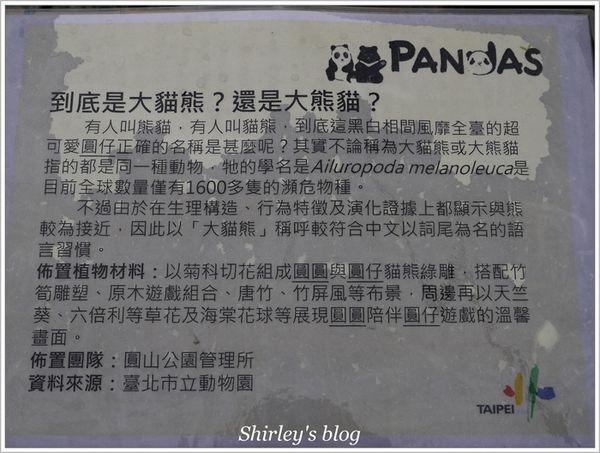 PANDAS
到底是大貓熊？還是大熊貓？
有人叫熊貓，有人叫貓熊，到底這黑白相間風靡全臺的超
可愛圓仔正確的名稱是甚麼呢？其實不論稱為大貓熊或大熊貓
指的都是同一種動物，牠的學名是Ailuropoda melanoleuca是
目前全球數量僅有1600多隻的瀕危物種。
不過由於在生理構造、行為特徵及演化證據上都顯示與熊
較為接近，因此以「大貓熊」稱呼較符合中文以詞尾為名的語
言習慣。
佈置植物材料：以菊科切花組成圓圓與圓仔貓熊綠雕，搭配竹
筍雕塑、原木遊戲組合、唐竹、竹屏風等布景，周邊再以天竺
葵、六倍利等草花及海棠花球等展現圓圓陪伴圓仔遊戲的溫馨
畫面。
佈置團隊：圓山公園管理所
資料來源：臺北市立動物園
TAIPEI
Shirley's blog